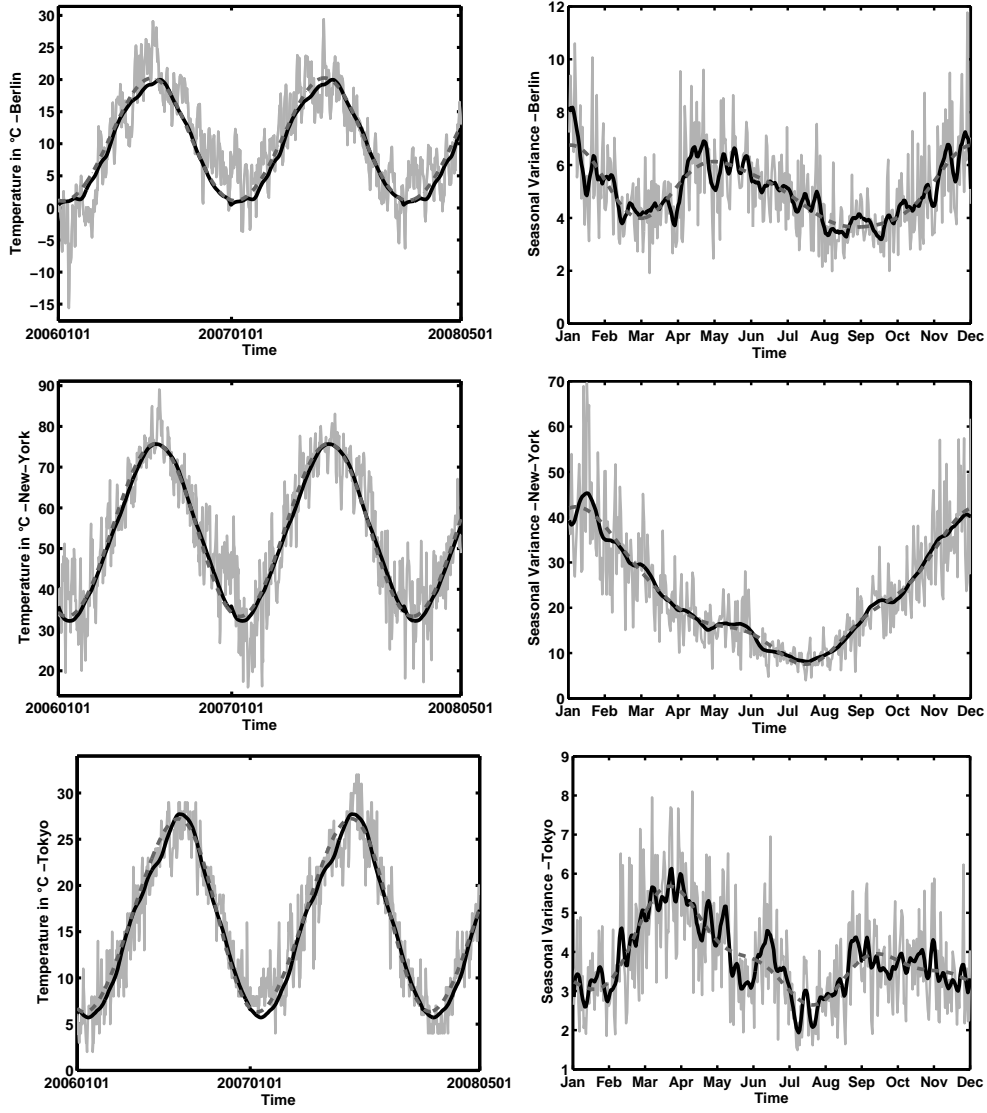 Temperature in °C −Berlin
30
25
20
15
10
5
0
−5
−10
−15
20060101 20070101 20080501
Time
Seasonal Variance −Berlin
12
10
8
6
4
2
0
Jan Feb Mar Apr May Jun Jul Aug Sep Oct Nov Dec
Time
Temperature in °C −New−York
90
80
70
60
50
40
30
20
20060101 20070101 20080501
Time
Seasonal Variance −New−York
70
60
50
40
30
20
10
0
Jan Feb Mar Apr May Jun Jul Aug Sep Oct Nov Dec
Time
Temperature in °C −Tokyo
30
25
20
15
10
5
0
20060101 20070101 20080501
Time
Seasonal Variance −Tokyo
9
8
7
6
5
4
3
2
1
Jan Feb Mar Apr May Jun Jul Aug Sep Oct Nov Dec
Time